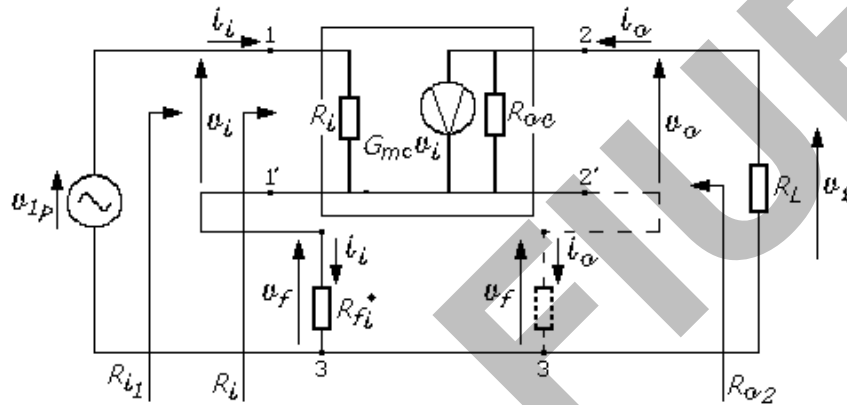 i_i
1
2
i_o
v_i
R_i
G_mc v_i
R_oc
v_o
1'
2'
v_1p
R_L
i_i
i_o
v_f
R_fi*
v_f
3
3
R_i1
R_i
R_o2
FIUB